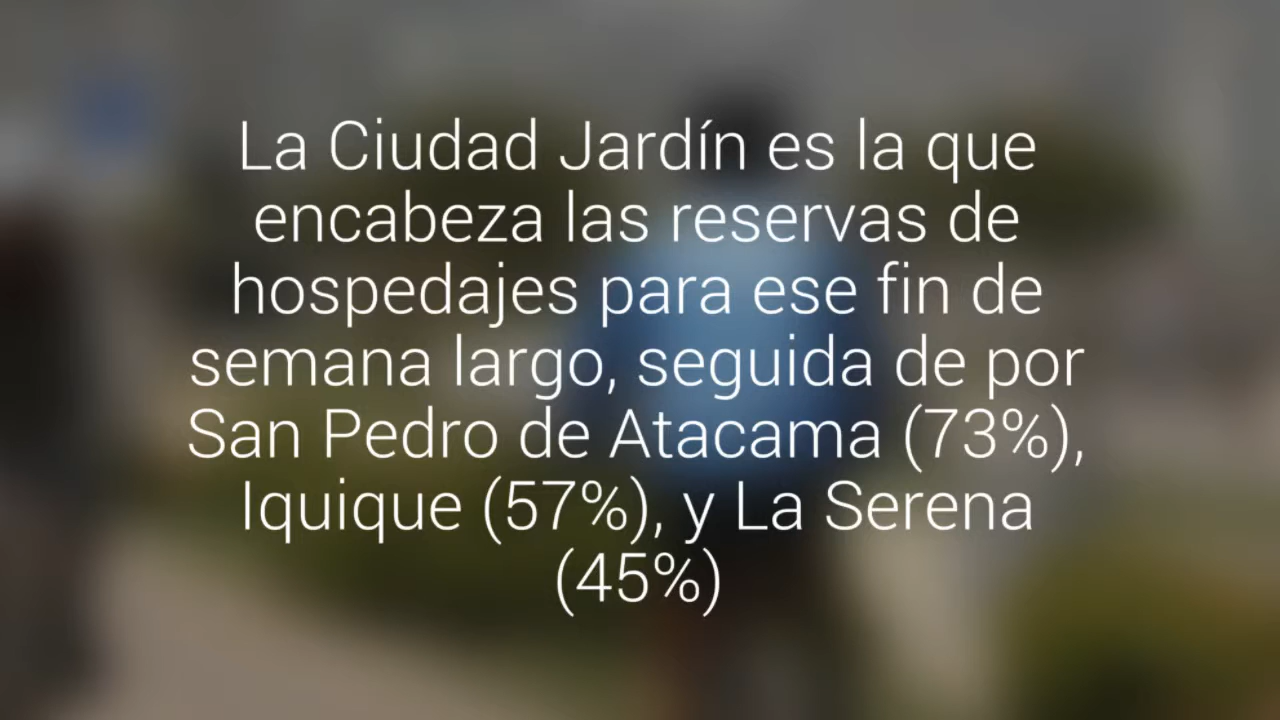 La Ciudad Jardín es la que
encabeza las reservas de
hospedajes para ese fin de
semana largo, seguida de por
San Pedro de Atacama (73%),
Iquique (57%), y La Serena
(45%)